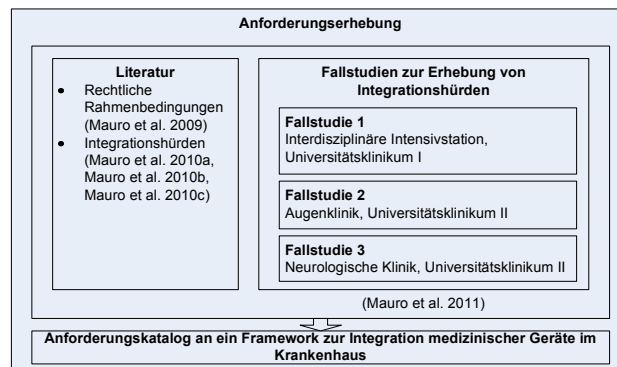 Anforderungserhebung
Literatur
• Rechtliche
Rahmenbedingungen
(Mauro et al. 2009)
• Integrationshürden
(Mauro et al. 2010a,
Mauro et al. 2010b,
Mauro et al. 2010c)
Fallstudien zur Erhebung von
Integrationshürden
Fallstudie 1
Interdisziplinäre Intensivstation,
Universitätsklinikum I
Fallstudie 2
Augenklinik, Universitätsklinikum II
Fallstudie 3
Neurologische Klinik, Universitätsklinikum II
(Mauro et al. 2011)
Anforderungskatalog an ein Framework zur Integration medizinischer Geräte im
Krankenhaus